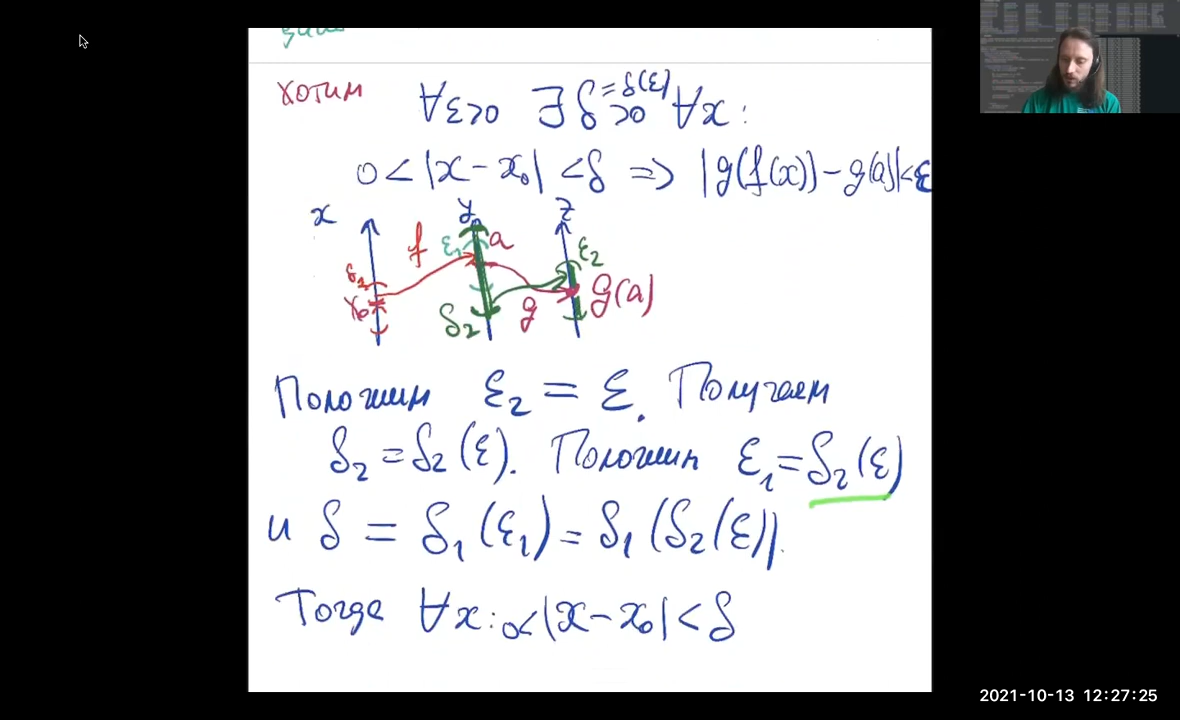 хотим ∀ε>0 ∃ δ=δ(ε)>0 ∀x:
0<|x-x₀|<δ => |g(f(x))-g(a)|<ε
x y z
f ε₁ a ε₂
δ₁
x₀ δ₂ g g(a)
Положим ε₂ = ε. Получаем
δ₂ = δ₂(ε). Положим ε₁=δ₂(ε)
и δ = δ₁(ε₁) = δ₁(δ₂(ε)).
Тогда ∀x: 0<|x-x₀|<δ
2021-10-13 12:27:25